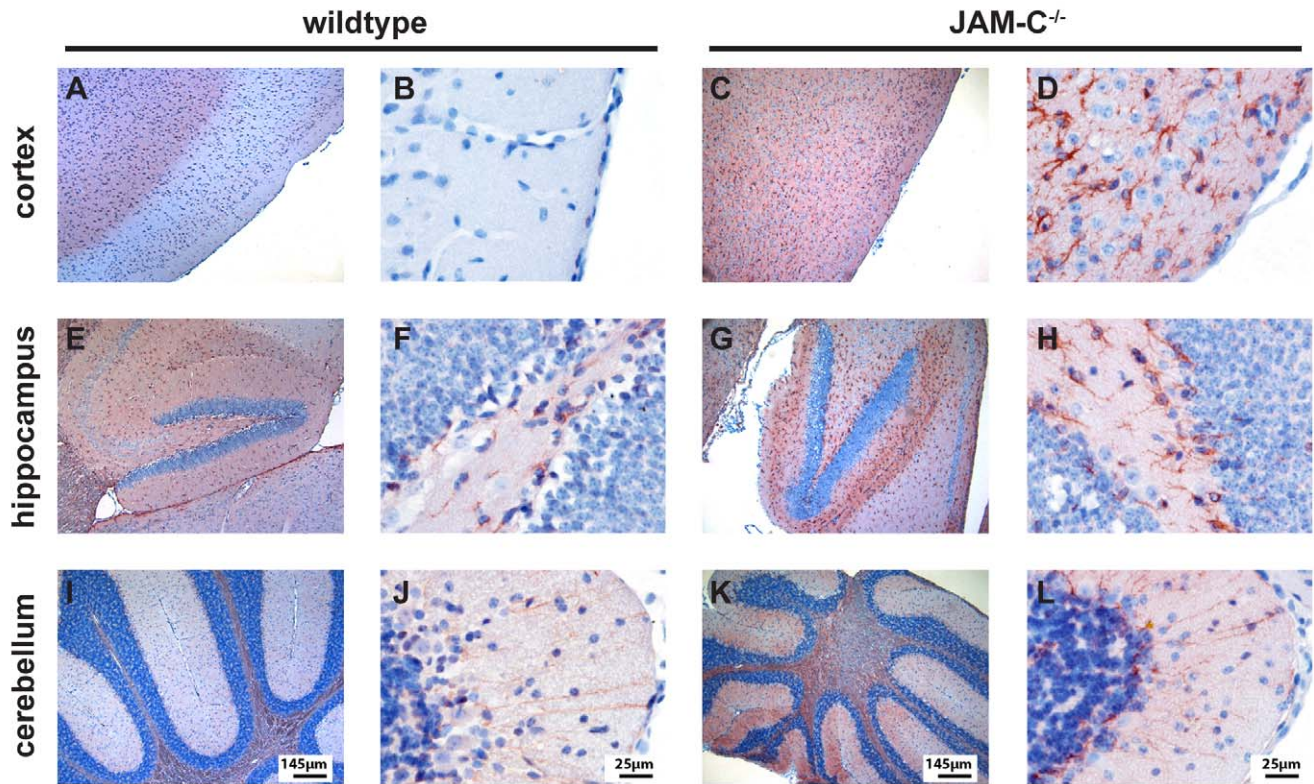 wildtype JAM-C-/-
cortex
A B C D
hippocampus
E F G H
cerebellum
I J K L
145µm 25µm 145µm 25µm